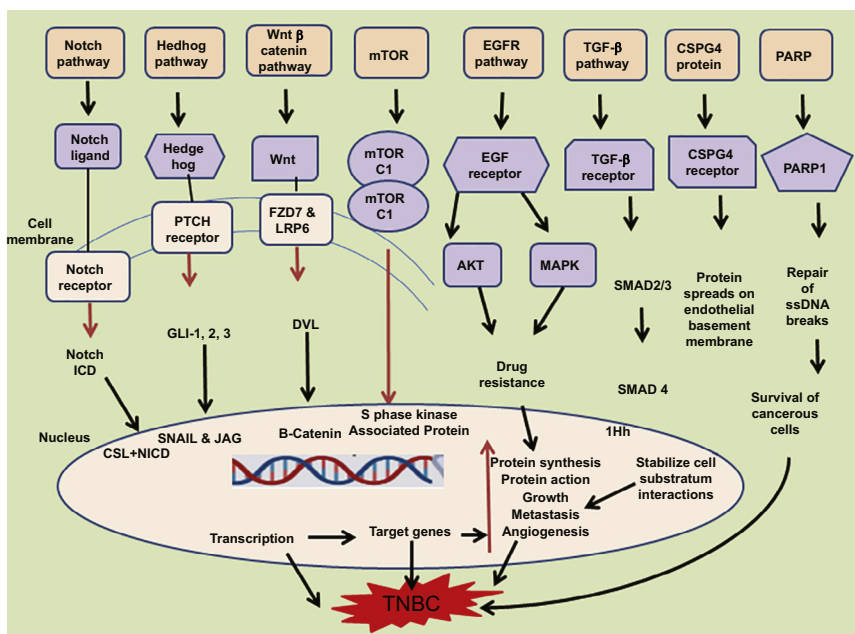 Notch
pathway
Hedhog
pathway
Wnt β
catenin
pathway
mTOR
EGFR
pathway
TGF-β
pathway
CSPG4
protein
PARP
Notch
ligand
Hedge
hog
Wnt
mTOR
C1
mTOR
C1
EGF
receptor
TGF-β
receptor
CSPG4
receptor
PARP1
Cell
membrane
PTCH
receptor
FZD7 &
LRP6
Notch
receptor
AKT
MAPK
SMAD2/3
Protein
spreads on
endothelial
basement
membrane
Repair
of
ssDNA
breaks
Notch
ICD
GLI-1, 2, 3
DVL
Drug
resistance
SMAD 4
Survival of
cancerous
cells
Nucleus
CSL+NICD
SNAIL & JAG
B-Catenin
S phase kinase
Associated Protein
1Hh
Protein synthesis
Protein action
Growth
Metastasis
Angiogenesis
Stabilize cell
substratum
interactions
Transcription
Target genes
TNBC